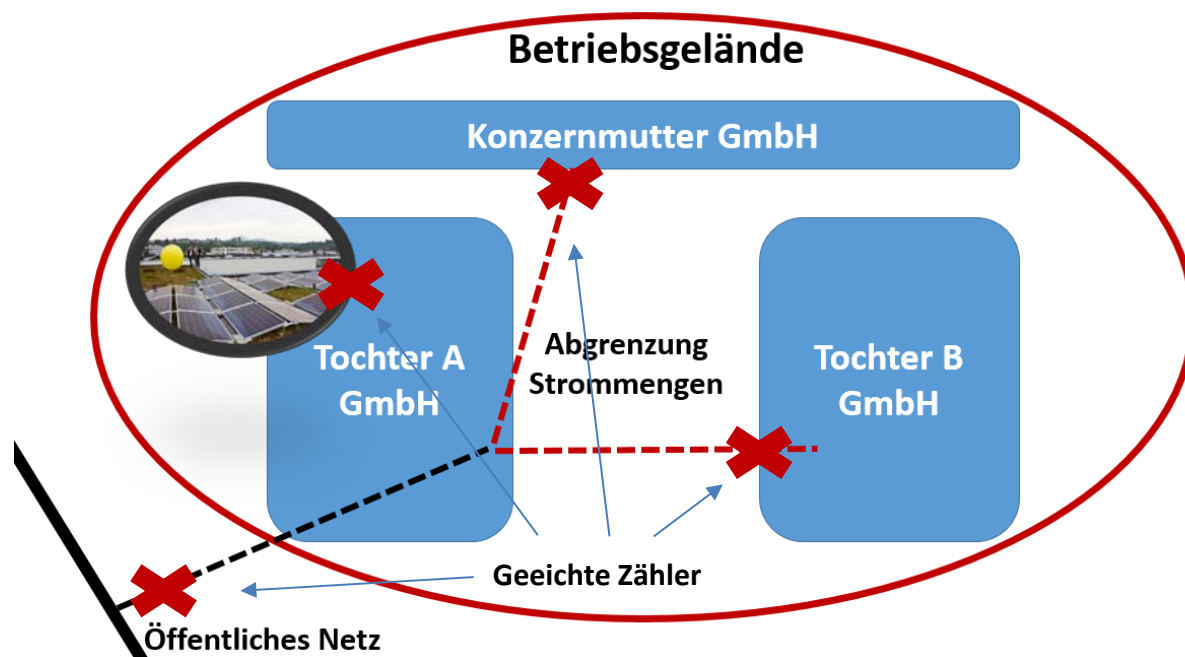 Betriebsgelände
Konzernmutter GmbH
Tochter A
GmbH
Abgrenzung
Strommengen
Tochter B
GmbH
Geeichte Zähler
Öffentliches Netz